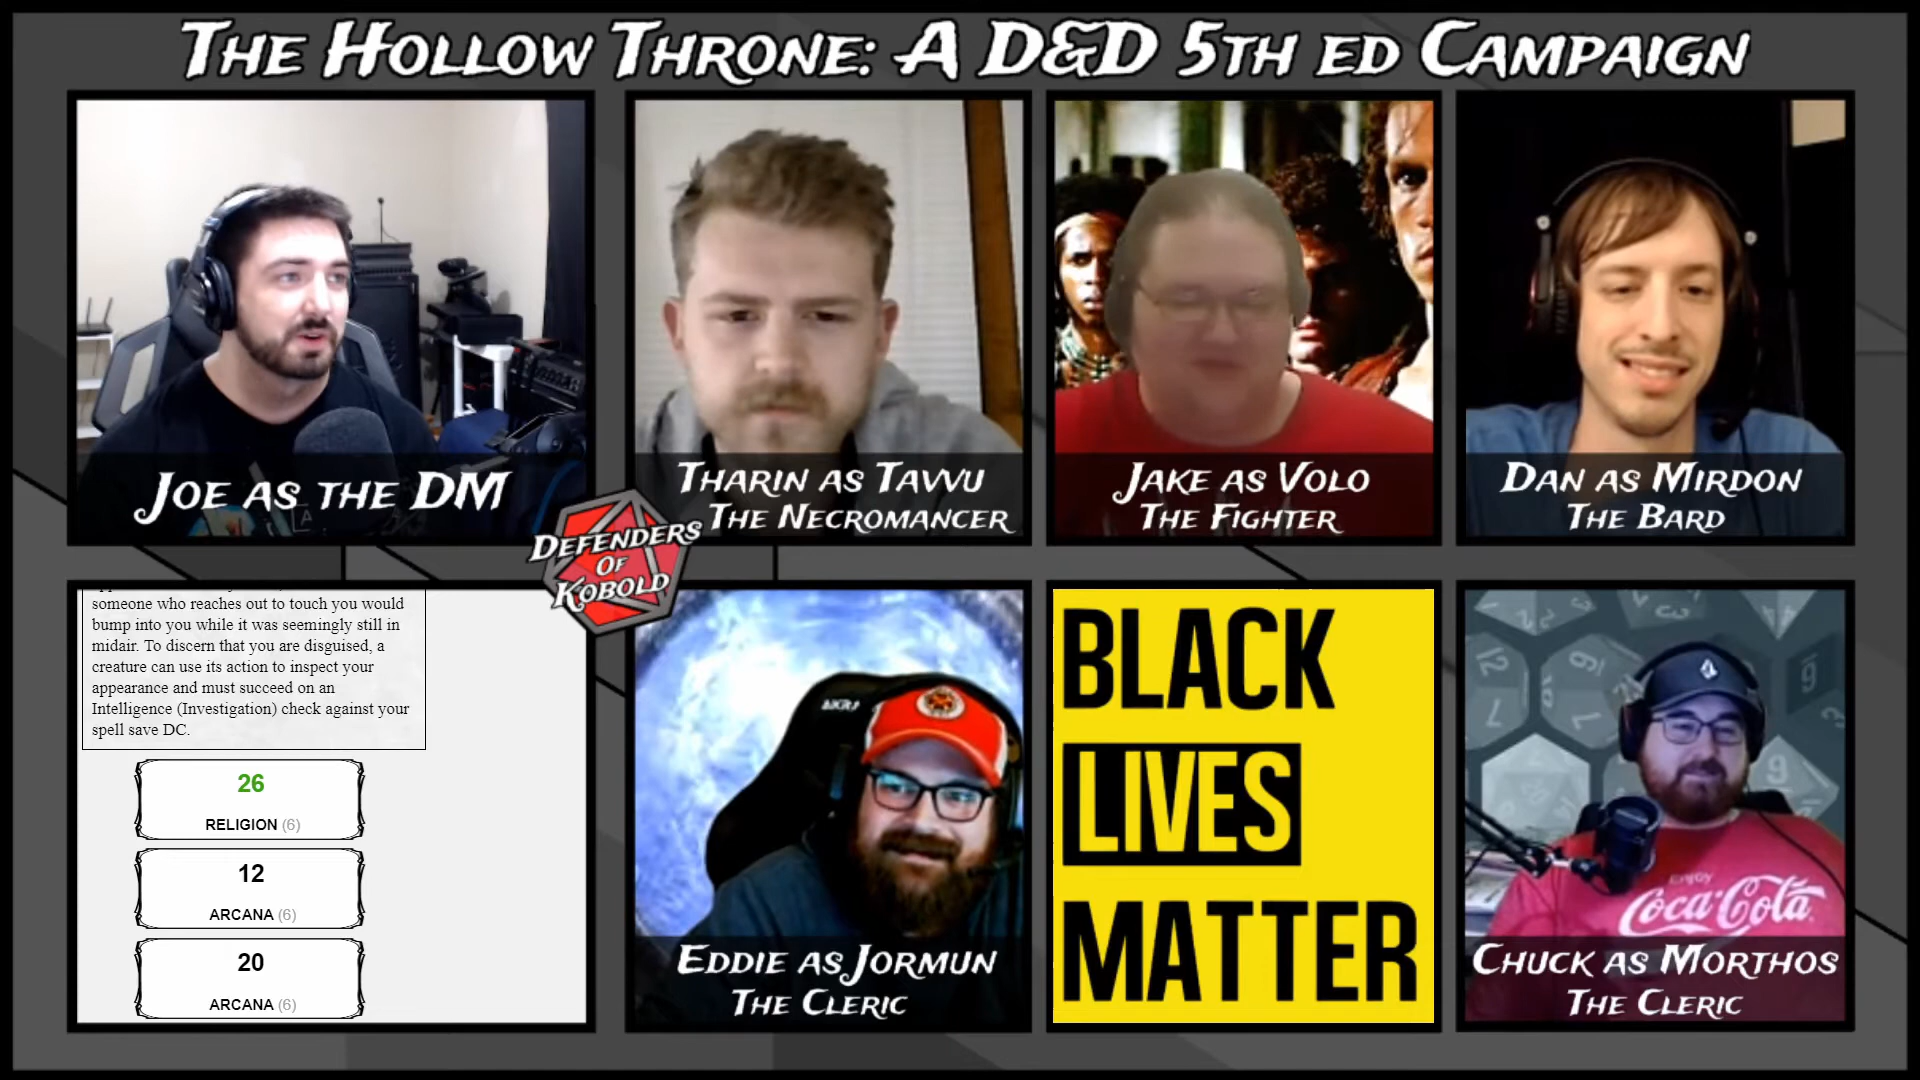 The Hollow Throne: A D&D 5th ed Campaign
Joe as the DM
Tharin as Tavvu
The Necromancer
Jake as Volo
The Fighter
Dan as Mirdon
The Bard
Defenders
Of
Kobold
someone who reaches out to touch you would
bump into you while it was seemingly still in
midair. To discern that you are disguised, a
creature can use its action to inspect your
appearance and must succeed on an
Intelligence (Investigation) check against your
spell save DC.
26
RELIGION (6)
12
ARCANA (6)
20
ARCANA (6)
Eddie as Jormun
The Cleric
BLACK
LIVES
MATTER
ENJOY
Coca-Cola
Chuck as Morthos
The Cleric